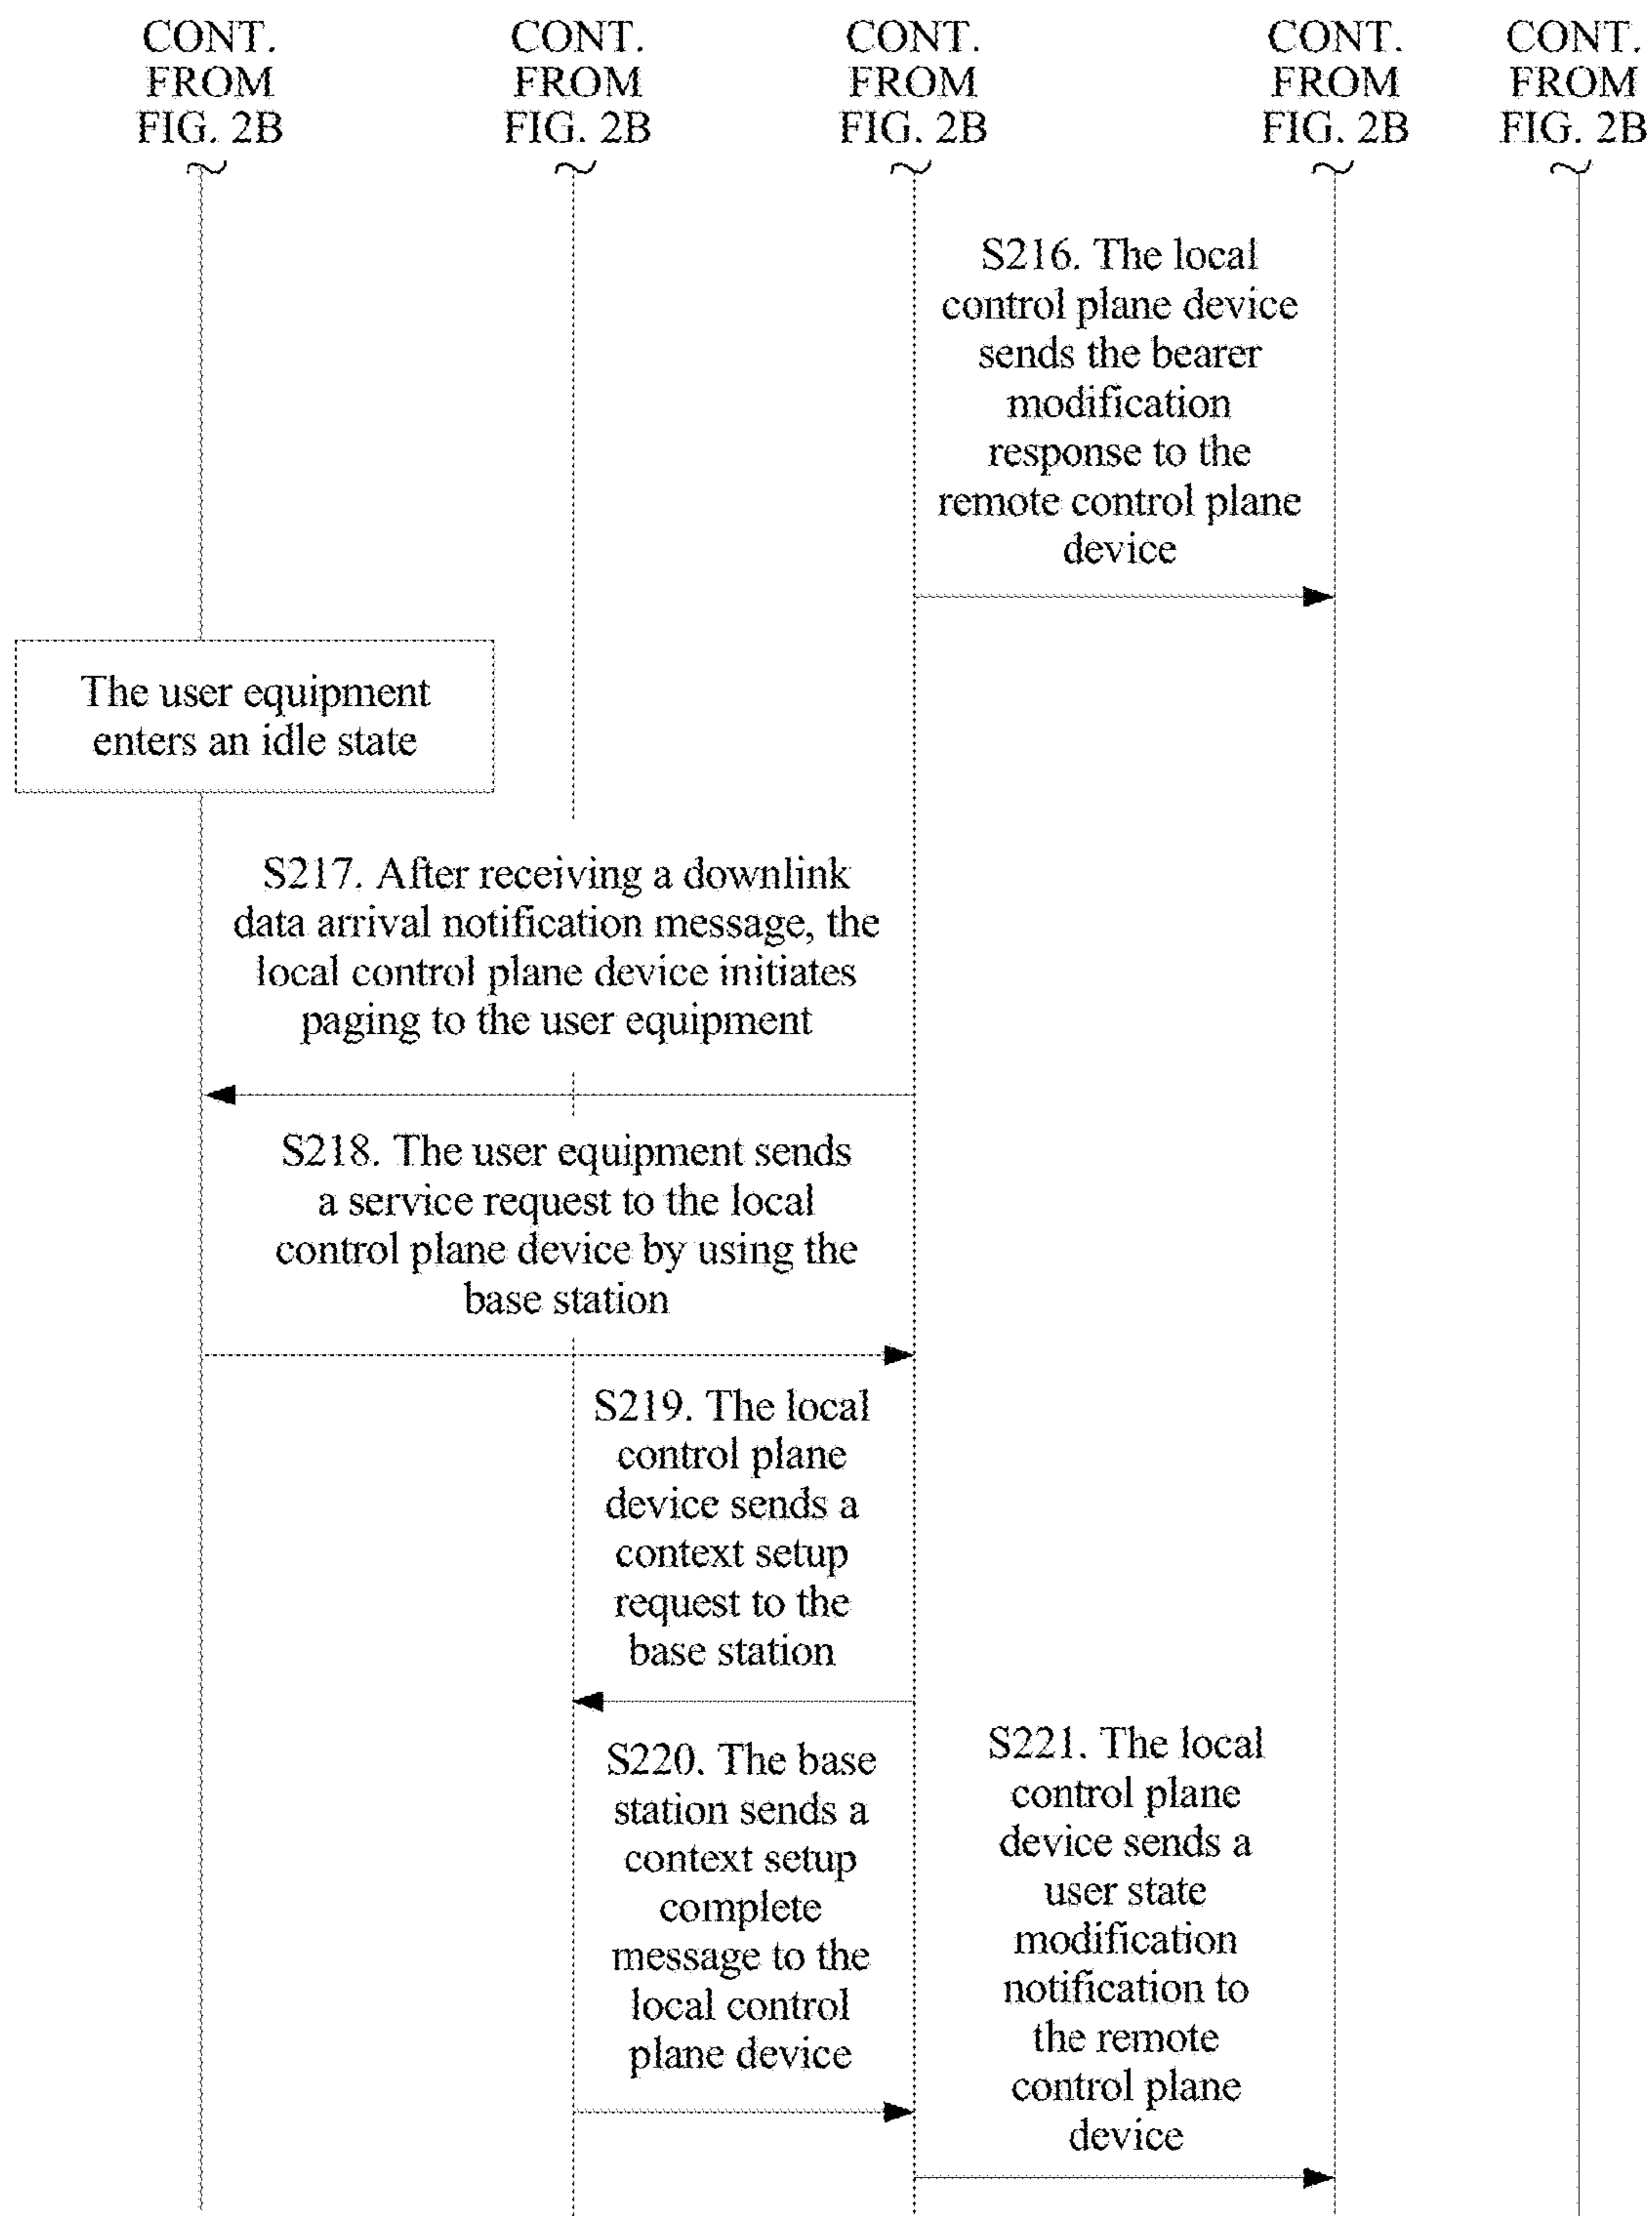 CONT.
FROM
FIG. 2B
CONT.
FROM
FIG. 2B
CONT.
FROM
FIG. 2B
CONT.
FROM
FIG. 2B
CONT.
FROM
FIG. 2B
S216. The local
control plane device
sends the bearer
modification
response to the
remote control plane
device
The user equipment
enters an idle state
S217. After receiving a downlink
data arrival notification message, the
local control plane device initiates
paging to the user equipment
S218. The user equipment sends
a service request to the local
control plane device by using the
base station
S219. The local
control plane
device sends a
context setup
request to the
base station
S220. The base
station sends a
context setup
complete
message to the
local control
plane device
S221. The local
control plane
device sends a
user state
modification
notification to
the remote
control plane
device